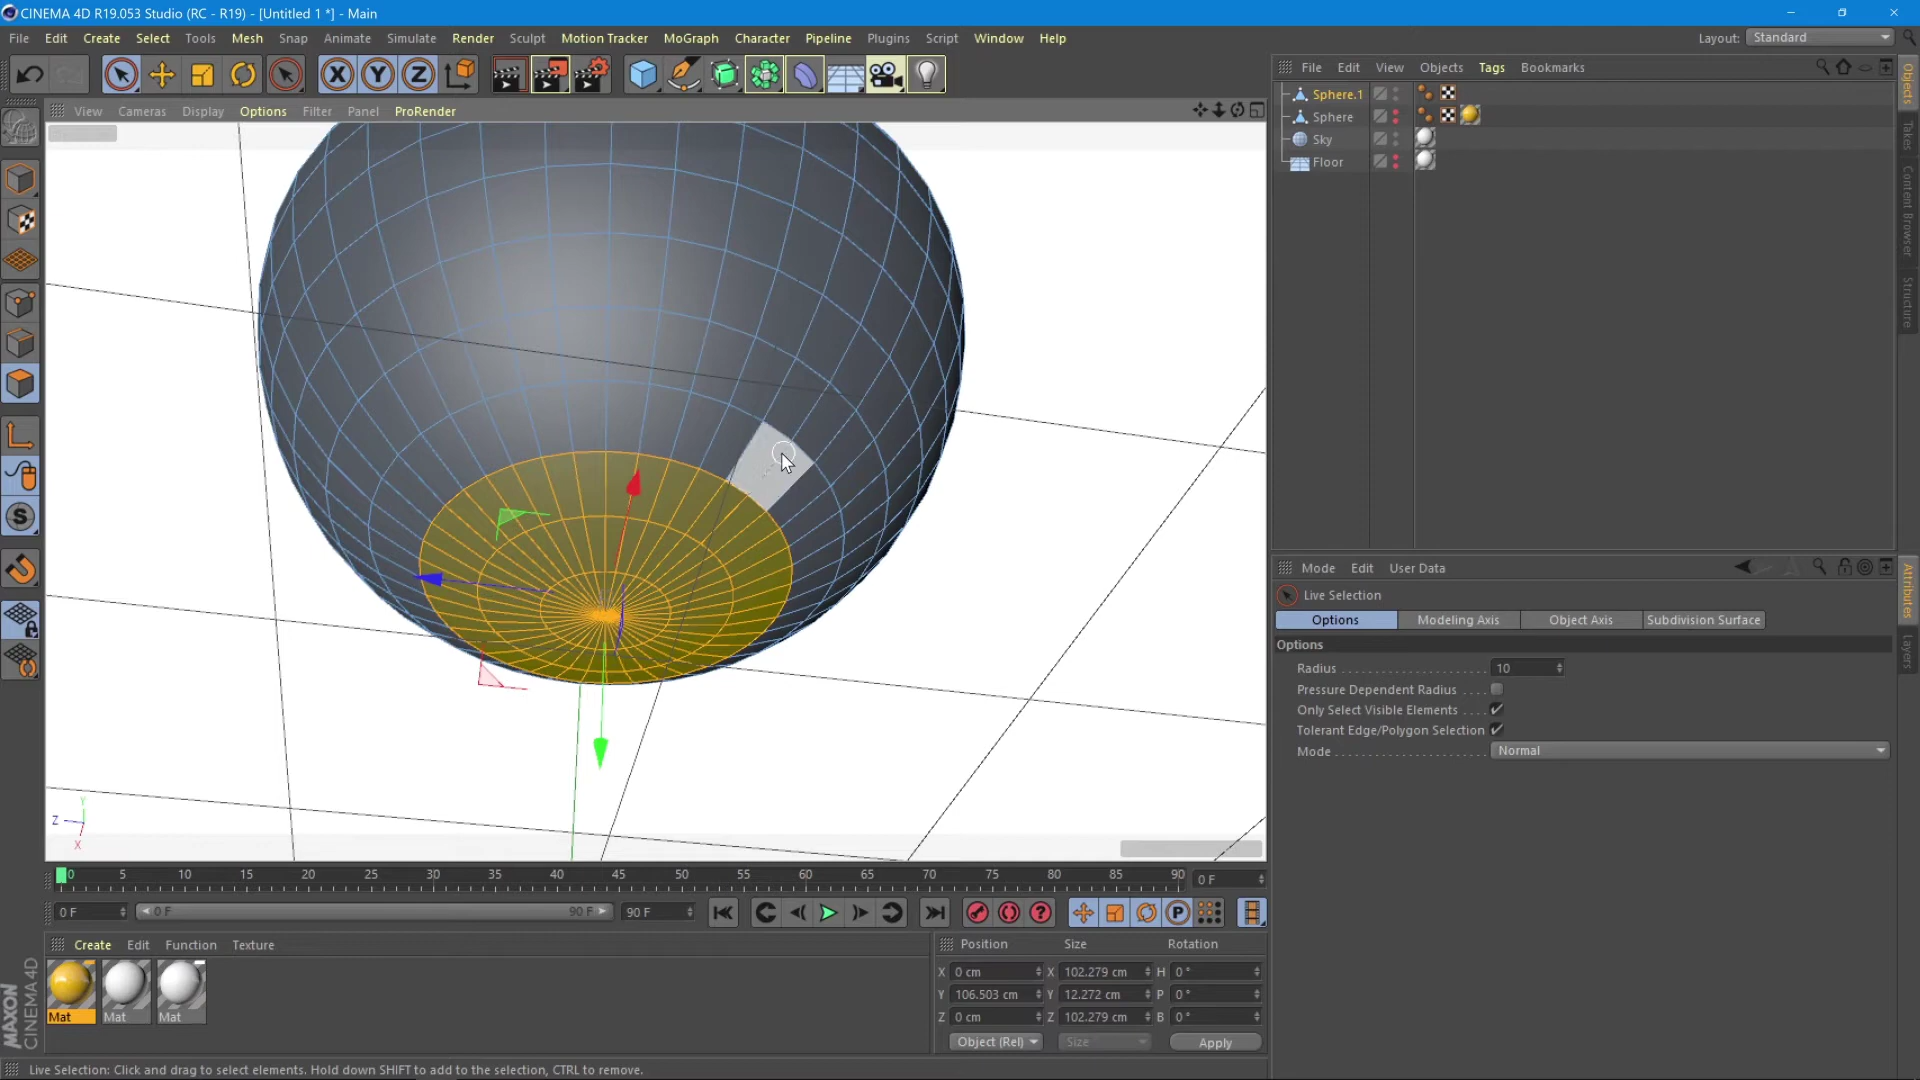 CINEMA 4D R19.053 Studio (RC - R19) - [Untitled 1 *] - Main
File Edit Create Select Tools Mesh Snap Animate Simulate Render Sculpt Motion Tracker MoGraph Character Pipeline Plugins Script Window Help Layout: Standard
X Y Z
File Edit View Objects Tags Bookmarks
View Cameras Display Options Filter Panel ProRender
Sphere.1
Sphere
Sky
Floor
Objects
Takes
Content Browser
Structure
Mode Edit User Data
Live Selection
Options Modeling Axis Object Axis Subdivision Surface
Options
Radius 10
Pressure Dependent Radius
Only Select Visible Elements
Tolerant Edge/Polygon Selection
Mode Normal
Attributes
Layers
S
Y
Z
X
0 5 10 15 20 25 30 35 40 45 50 55 60 65 70 75 80 85 90 0 F
0 F 0 F 90 F 90 F ? P
Create Edit Function Texture
Mat Mat Mat
Position Size Rotation
X 0 cm X 102.279 cm H 0 °
Y 106.503 cm Y 12.272 cm P 0 °
Z 0 cm Z 102.279 cm B 0 °
Object (Rel) Size Apply
MAXON
CINEMA 4D
Live Selection: Click and drag to select elements. Hold down SHIFT to add to the selection, CTRL to remove.